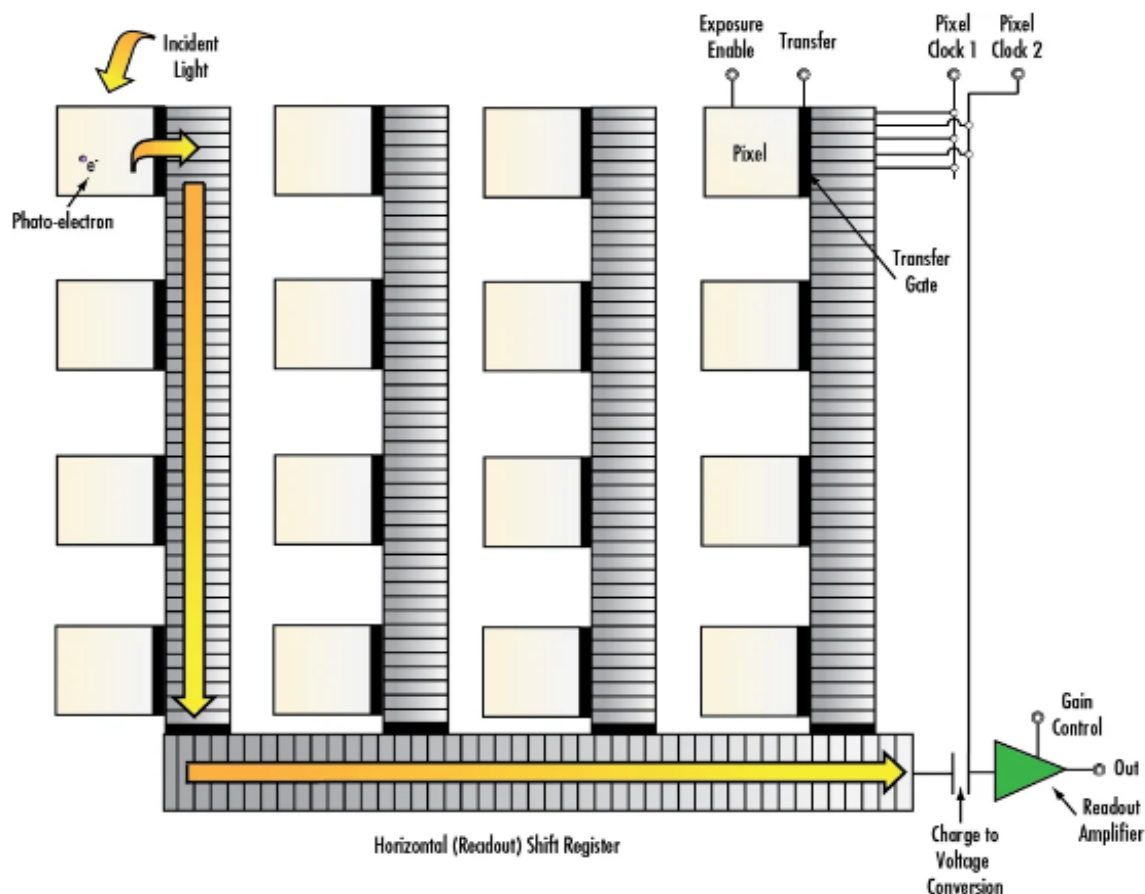 Exposure
Enable
Transfer
Pixel
Clock 1
Pixel
Clock 2
Incident
Light
Pixel
e-
Photo-electron
Transfer
Gate
Gain
Control
Out
Readout
Amplifier
Charge to
Voltage
Conversion
Horizontal (Readout) Shift Register